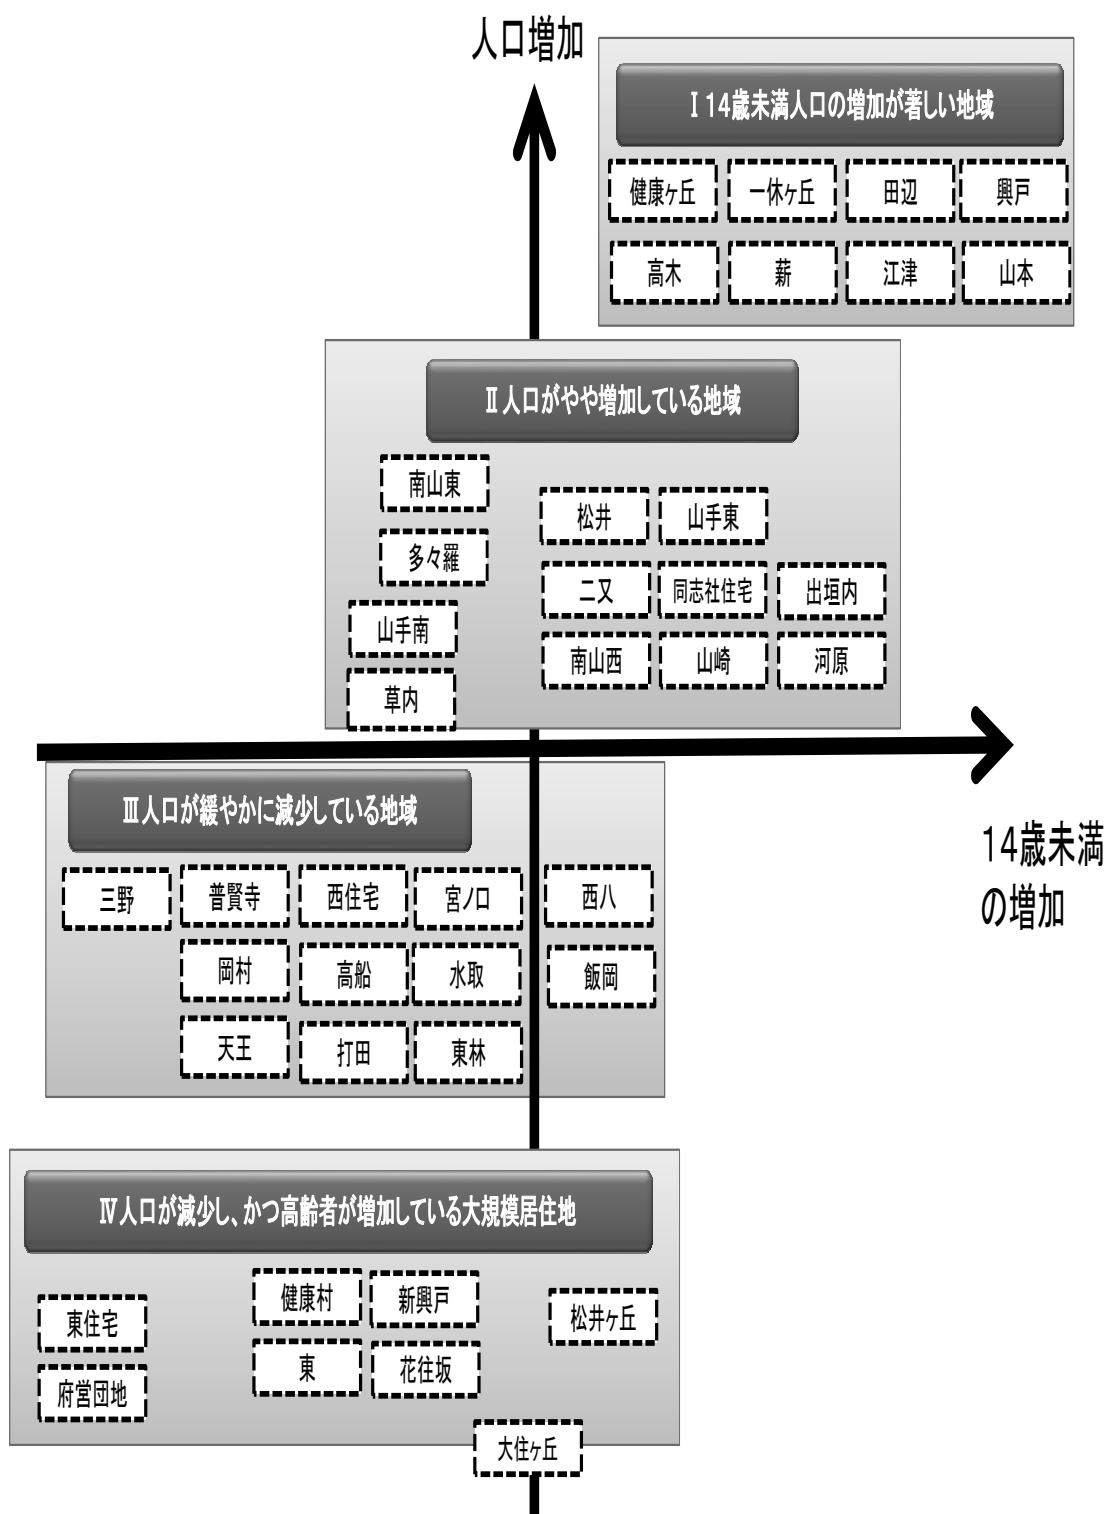 人口増加
Ⅰ 14歳未満人口の増加が著しい地域
健康ヶ丘
一休ヶ丘
田辺
興戸
高木
薪
江津
山本
Ⅱ 人口がやや増加している地域
南山東
多々羅
山手南
草内
松井
山手東
二又
同志社住宅
出垣内
南山西
山崎
河原
Ⅲ 人口が緩やかに減少している地域
三野
普賢寺
西住宅
宮ノ口
西八
岡村
高船
水取
飯岡
天王
打田
東林
14歳未満
の増加
Ⅳ 人口が減少し、かつ高齢者が増加している大規模居住地
東住宅
府営団地
健康村
新興戸
東
花住坂
松井ヶ丘
大住ヶ丘